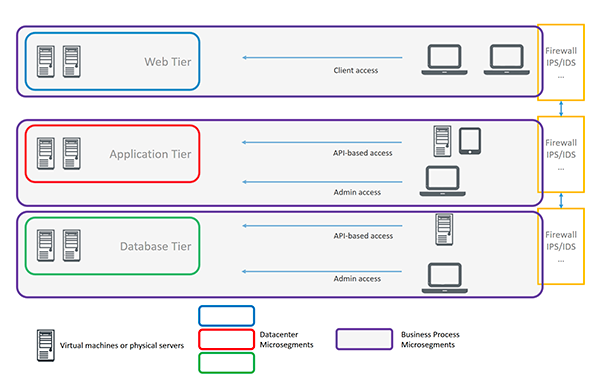 Web Tier
Client access
Firewall
IPS/IDS
...
Application Tier
API-based access
Admin access
Firewall
IPS/IDS
...
Database Tier
API-based access
Admin access
Firewall
IPS/IDS
...
Virtual machines or physical servers
Datacenter
Microsegments
Business Process
Microsegments